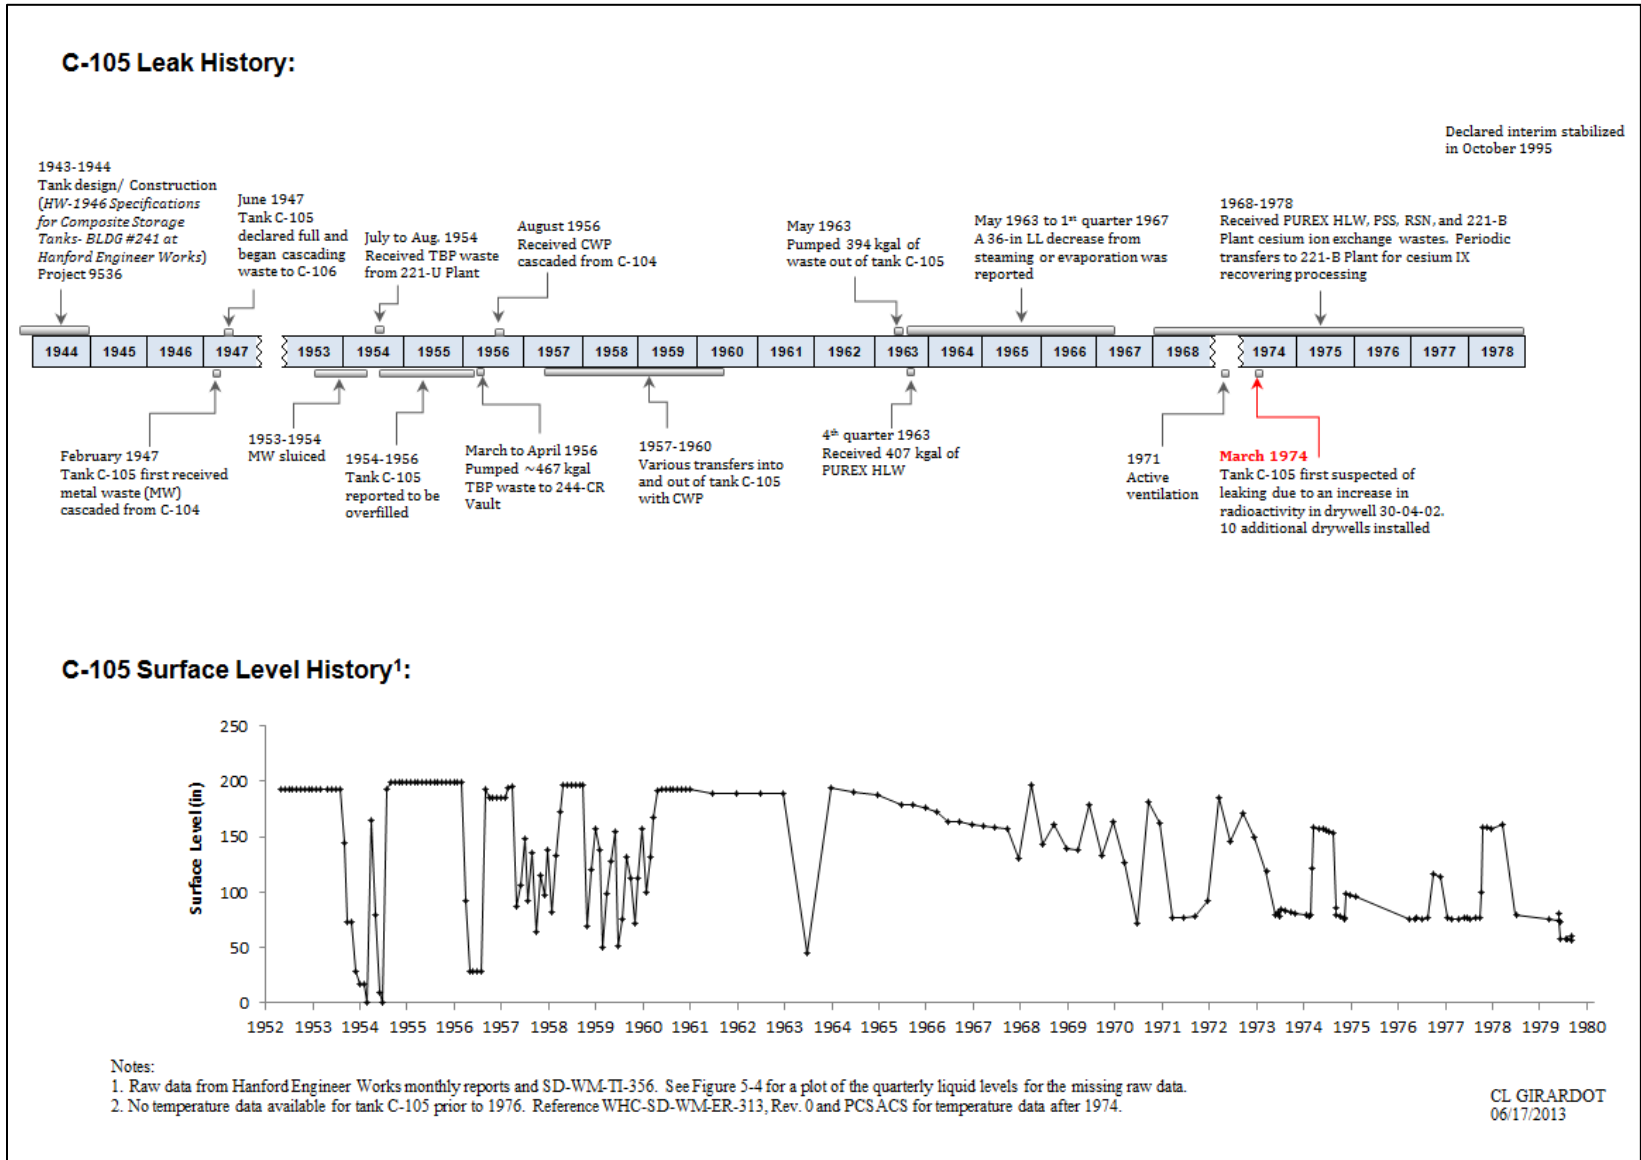 C-105 Leak History:
Declared interim stabilized
in October 1995
1943-1944
Tank design/ Construction
(HW-1946 Specifications
for Composite Storage
Tanks- BLDG #241 at
Hanford Engineer Works)
Project 9536
June 1947
Tank C-105
declared full and
began cascading
waste to C-106
July to Aug. 1954
Received TBP waste
from 221-U Plant
August 1956
Received CWP
cascaded from C-104
May 1963
Pumped 394 kgal of
waste out of tank C-105
May 1963 to 1st quarter 1967
A 36-in LL decrease from
steaming or evaporation was
reported
1968-1978
Received PUREX HLW, PSS, RSN, and 221-B
Plant cesium ion exchange wastes. Periodic
transfers to 221-B Plant for cesium IX
recovering processing
1944 1945 1946 1947 1953 1954 1955 1956 1957 1958 1959 1960 1961 1962 1963 1964 1965 1966 1967 1968 1974 1975 1976 1977 1978
February 1947
Tank C-105 first received
metal waste (MW)
cascaded from C-104
1953-1954
MW sluiced
1954-1956
Tank C-105
reported to be
overfilled
March to April 1956
Pumped ~467 kgal
TBP waste to 244-CR
Vault
1957-1960
Various transfers into
and out of tank C-105
with CWP
4th quarter 1963
Received 407 kgal of
PUREX HLW
1971
Active
ventilation
March 1974
Tank C-105 first suspected of
leaking due to an increase in
radioactivity in drywell 30-04-02.
10 additional drywells installed
C-105 Surface Level History1:
Surface Level (in)
250
200
150
100
50
0
1952 1953 1954 1955 1956 1957 1958 1959 1960 1961 1962 1963 1964 1965 1966 1967 1968 1969 1970 1971 1972 1973 1974 1975 1976 1977 1978 1979 1980
Notes:
1. Raw data from Hanford Engineer Works monthly reports and SD-WM-TI-356. See Figure 5-4 for a plot of the quarterly liquid levels for the missing raw data.
2. No temperature data available for tank C-105 prior to 1976. Reference WHC-SD-WM-ER-313, Rev. 0 and PCSACS for temperature data after 1974.
CL GIRARDOT
06/17/2013